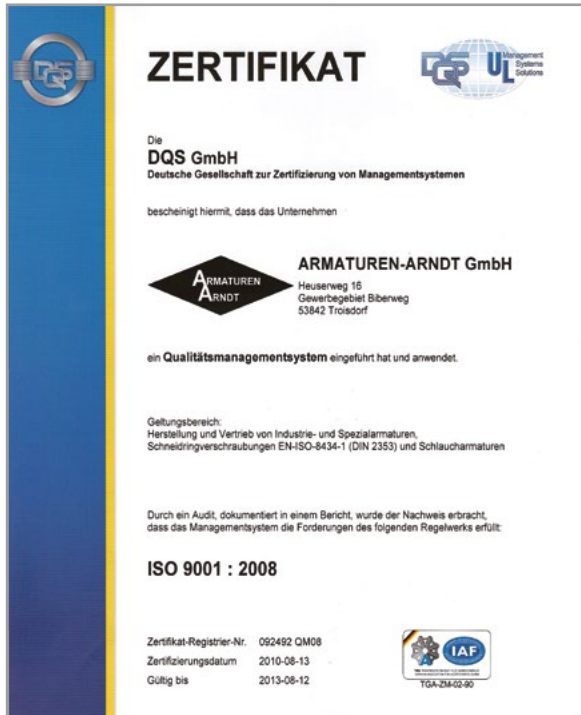 DQS
ZERTIFIKAT
DQS
UL
Management
Systems
Solutions
Die
DQS GmbH
Deutsche Gesellschaft zur Zertifizierung von Managementsystemen
bescheinigt hiermit, dass das Unternehmen
ARMATUREN
ARNDT
ARMATUREN-ARNDT GmbH
Heuserweg 16
Gewerbegebiet Biberweg
53842 Troisdorf
ein Qualitätsmanagementsystem eingeführt hat und anwendet.
Geltungsbereich:
Herstellung und Vertrieb von Industrie- und Spezialarmaturen,
Schneidringverschraubungen EN-ISO-8434-1 (DIN 2353) und Schlaucharmaturen
Durch ein Audit, dokumentiert in einem Bericht, wurde der Nachweis erbracht,
dass das Managementsystem die Forderungen des folgenden Regelwerks erfüllt:
ISO 9001 : 2008
Zertifikat-Registrier-Nr. 092492 QM08
Zertifizierungsdatum 2010-08-13
Gültig bis 2013-08-12
IAF
TGA-ZM-02-90